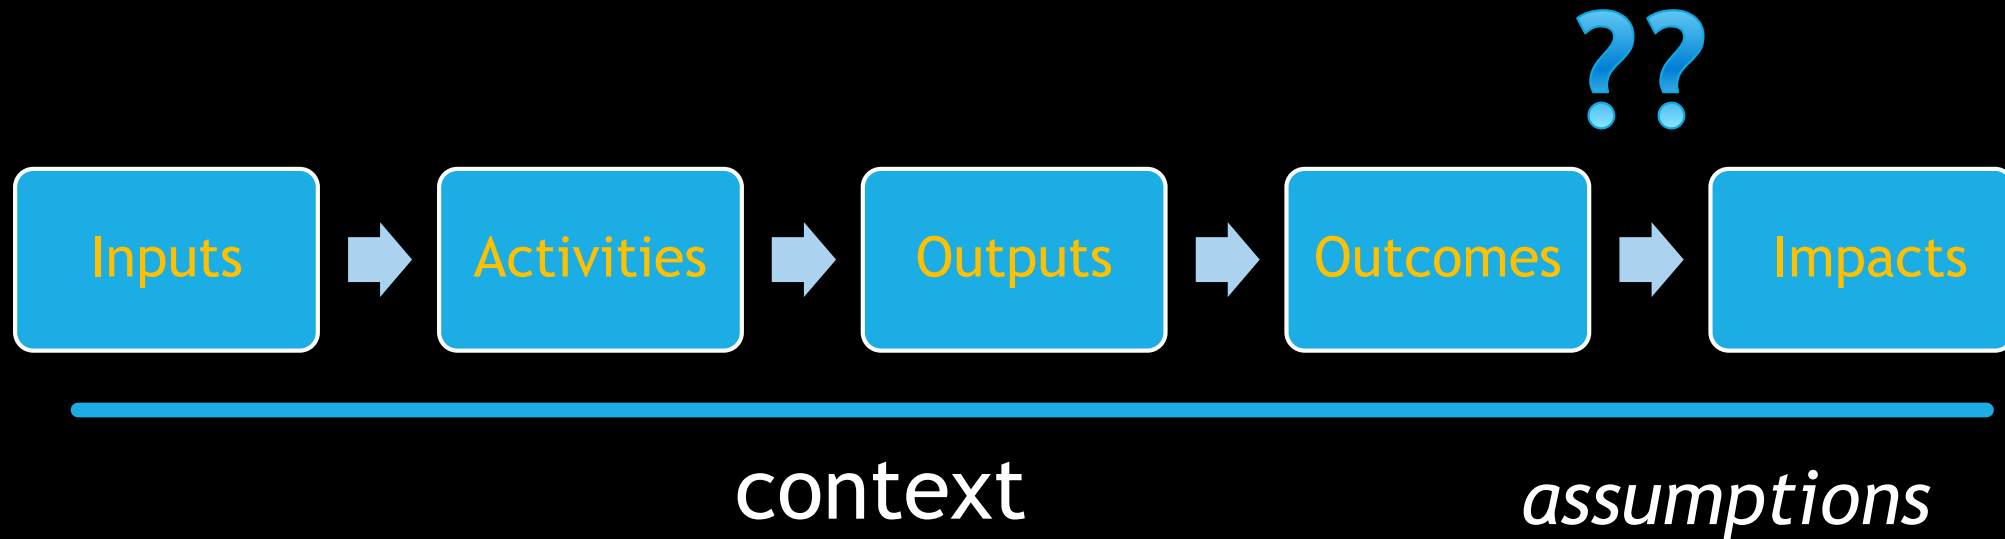 ??
Inputs
Activities
Outputs
Outcomes
Impacts
context
assumptions